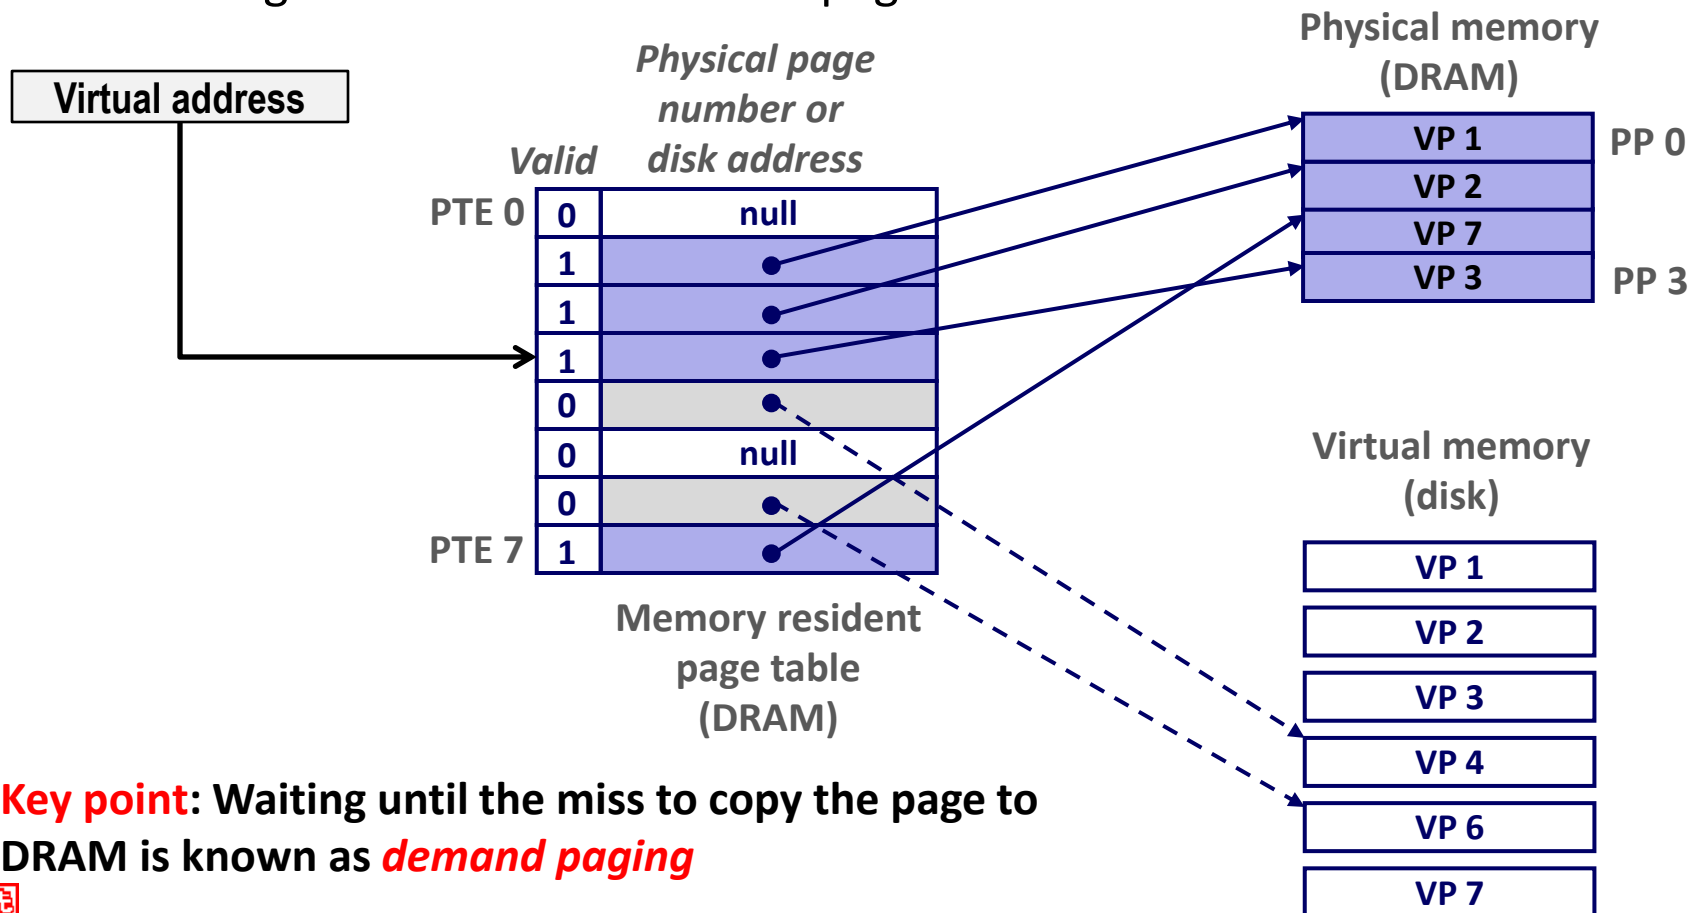 Virtual address
Physical page
number or
disk address
Valid
PTE 0
0 null
1
1
1
0
0 null
0
PTE 7
1
Memory resident
page table
(DRAM)
Physical memory
(DRAM)
VP 1
PP 0
VP 2
VP 7
VP 3
PP 3
Virtual memory
(disk)
VP 1
VP 2
VP 3
VP 4
VP 6
VP 7
Key point: Waiting until the miss to copy the page to
DRAM is known as demand paging